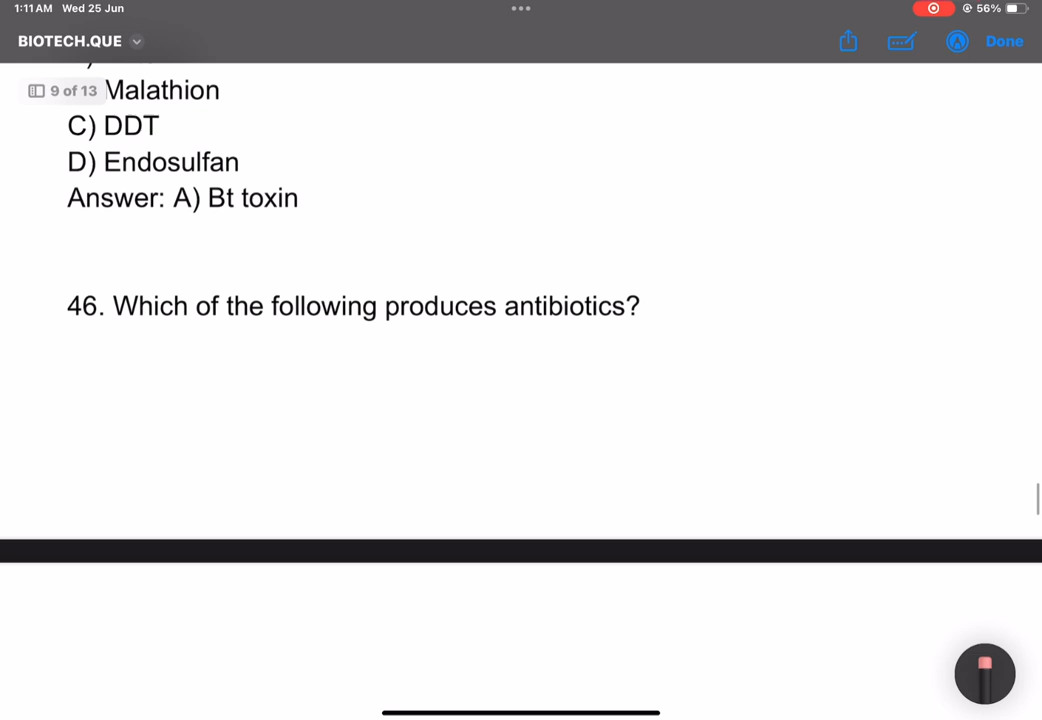 1:11 AM Wed 25 Jun
56%
BIOTECH.QUE
Done
9 of 13
Malathion
C) DDT
D) Endosulfan
Answer: A) Bt toxin
46. Which of the following produces antibiotics?